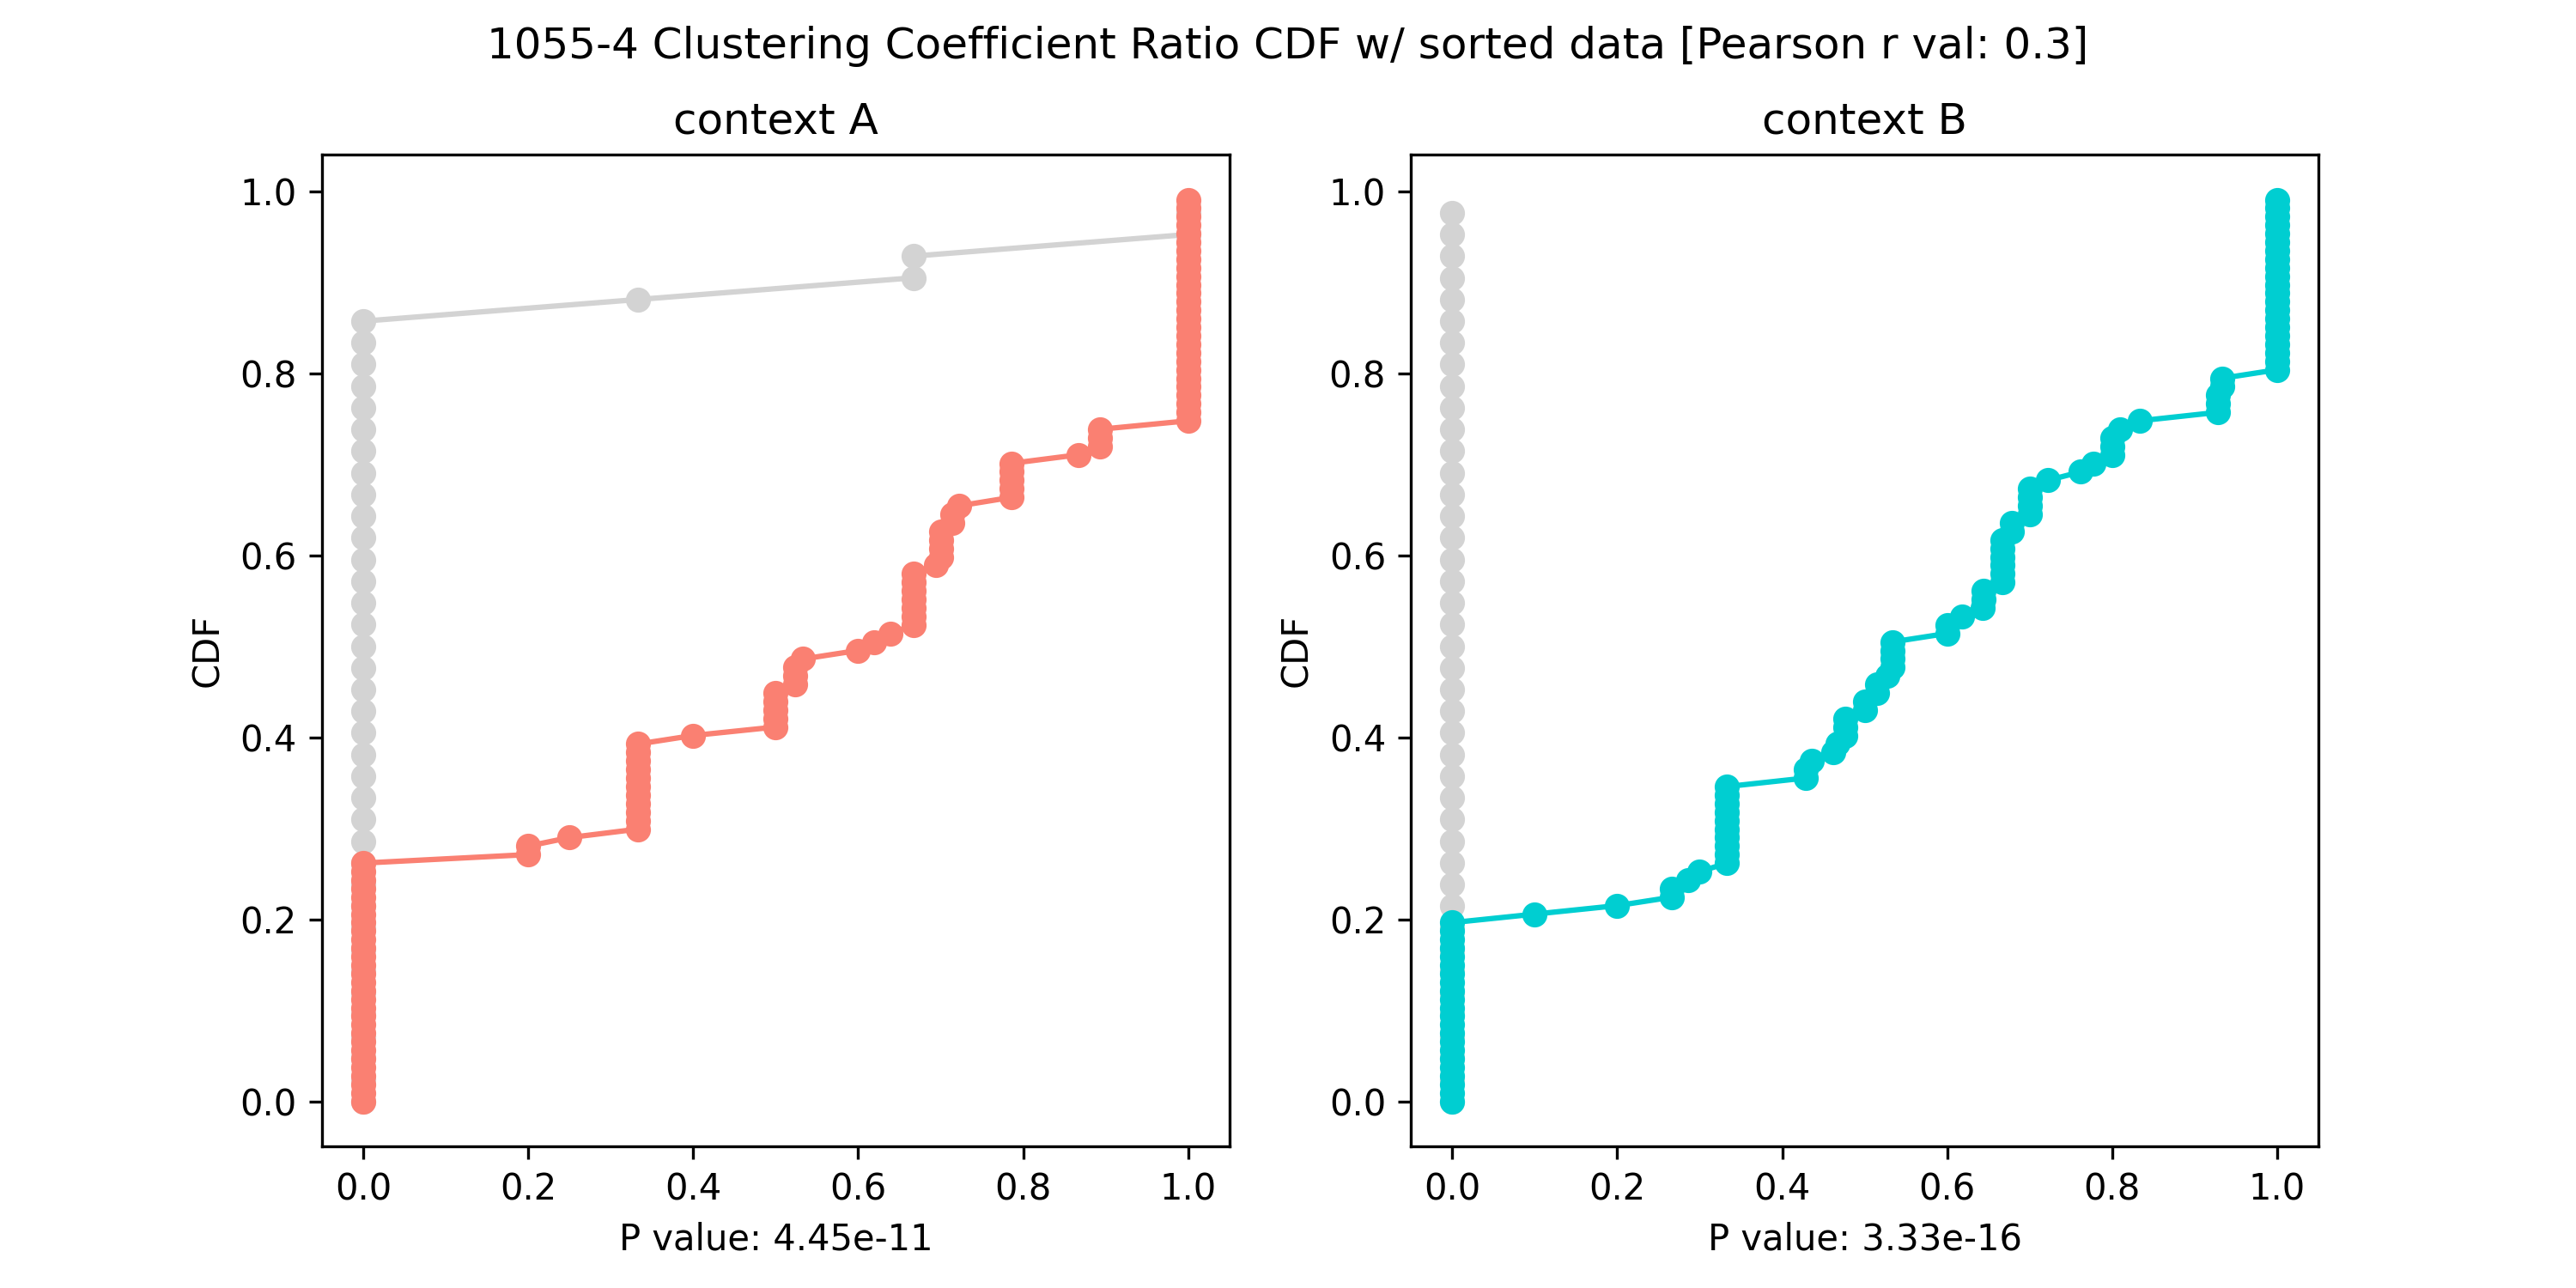 1055-4 Clustering Coefficient Ratio CDF w/ sorted data [Pearson r val: 0.3]
context A
context B
CDF
1.0
0.8
0.6
0.4
0.2
0.0
0.0 0.2 0.4 0.6 0.8 1.0
P value: 4.45e-11
CDF
1.0
0.8
0.6
0.4
0.2
0.0
0.0 0.2 0.4 0.6 0.8 1.0
P value: 3.33e-16